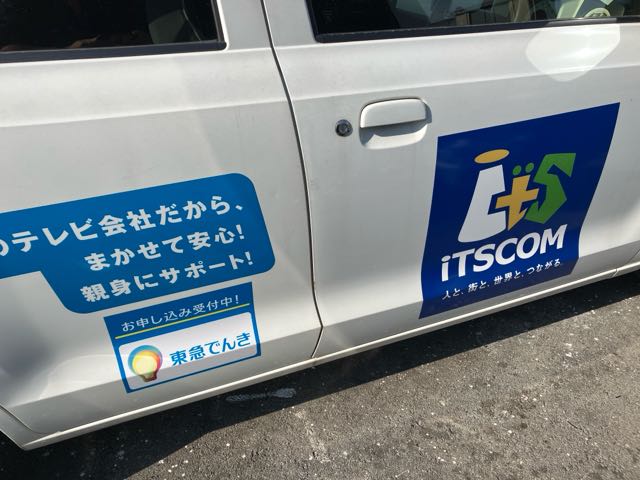 のテレビ会社だから、
まかせて安心!
親身にサポート!
お申し込み受付中!
東急でんき
iTS
iTSCOM
人と、街と、世界と、つながる。